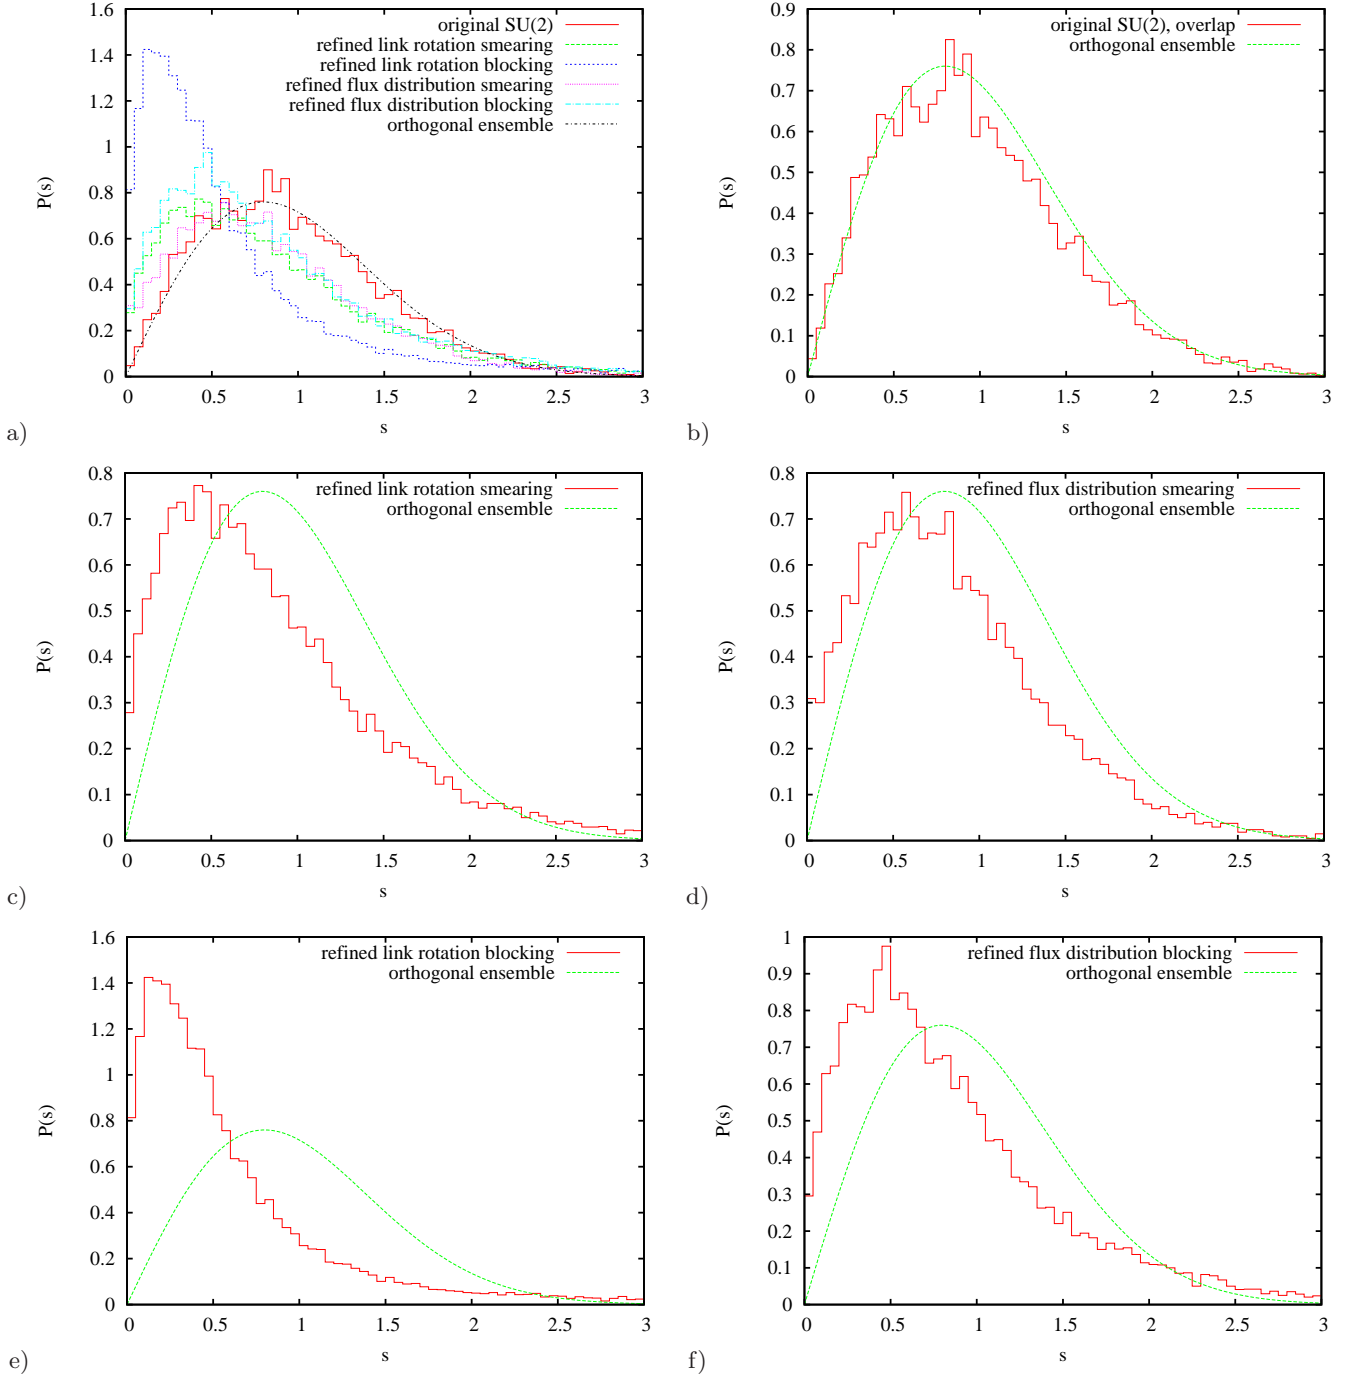 1.6
1.4
1.2
1
0.8
0.6
0.4
0.2
0
P(s)
original SU(2)
refined link rotation smearing
refined link rotation blocking
refined flux distribution smearing
refined flux distribution blocking
orthogonal ensemble
0 0.5 1 1.5 2 2.5 3
s
a)
0.9
0.8
0.7
0.6
0.5
0.4
0.3
0.2
0.1
0
P(s)
original SU(2), overlap
orthogonal ensemble
0 0.5 1 1.5 2 2.5 3
s
b)
0.8
0.7
0.6
0.5
0.4
0.3
0.2
0.1
0
P(s)
refined link rotation smearing
orthogonal ensemble
0 0.5 1 1.5 2 2.5 3
s
c)
0.8
0.7
0.6
0.5
0.4
0.3
0.2
0.1
0
P(s)
refined flux distribution smearing
orthogonal ensemble
0 0.5 1 1.5 2 2.5 3
s
d)
1.6
1.4
1.2
1
0.8
0.6
0.4
0.2
0
P(s)
refined link rotation blocking
orthogonal ensemble
0 0.5 1 1.5 2 2.5 3
s
e)
1
0.9
0.8
0.7
0.6
0.5
0.4
0.3
0.2
0.1
0
P(s)
refined flux distribution blocking
orthogonal ensemble
0 0.5 1 1.5 2 2.5 3
s
f)